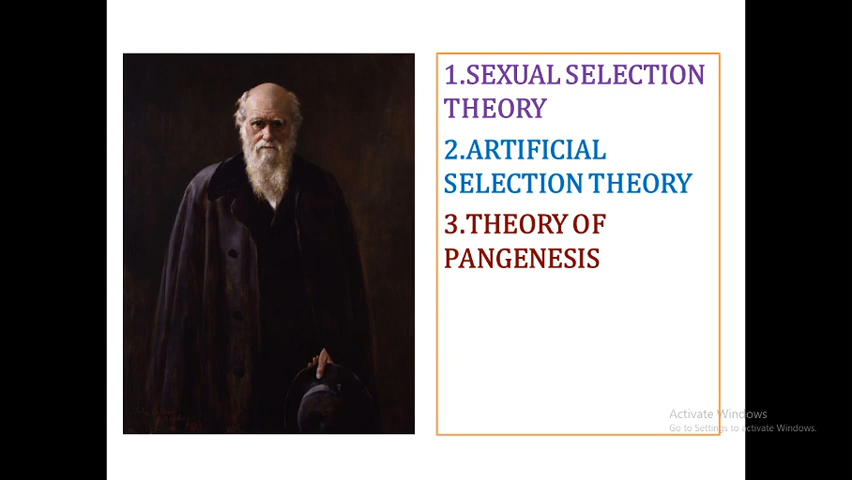 1.SEXUAL SELECTION
THEORY
2.ARTIFICIAL
SELECTION THEORY
3.THEORY OF
PANGENESIS
Activate Windows
Go to Settings to activate Windows.